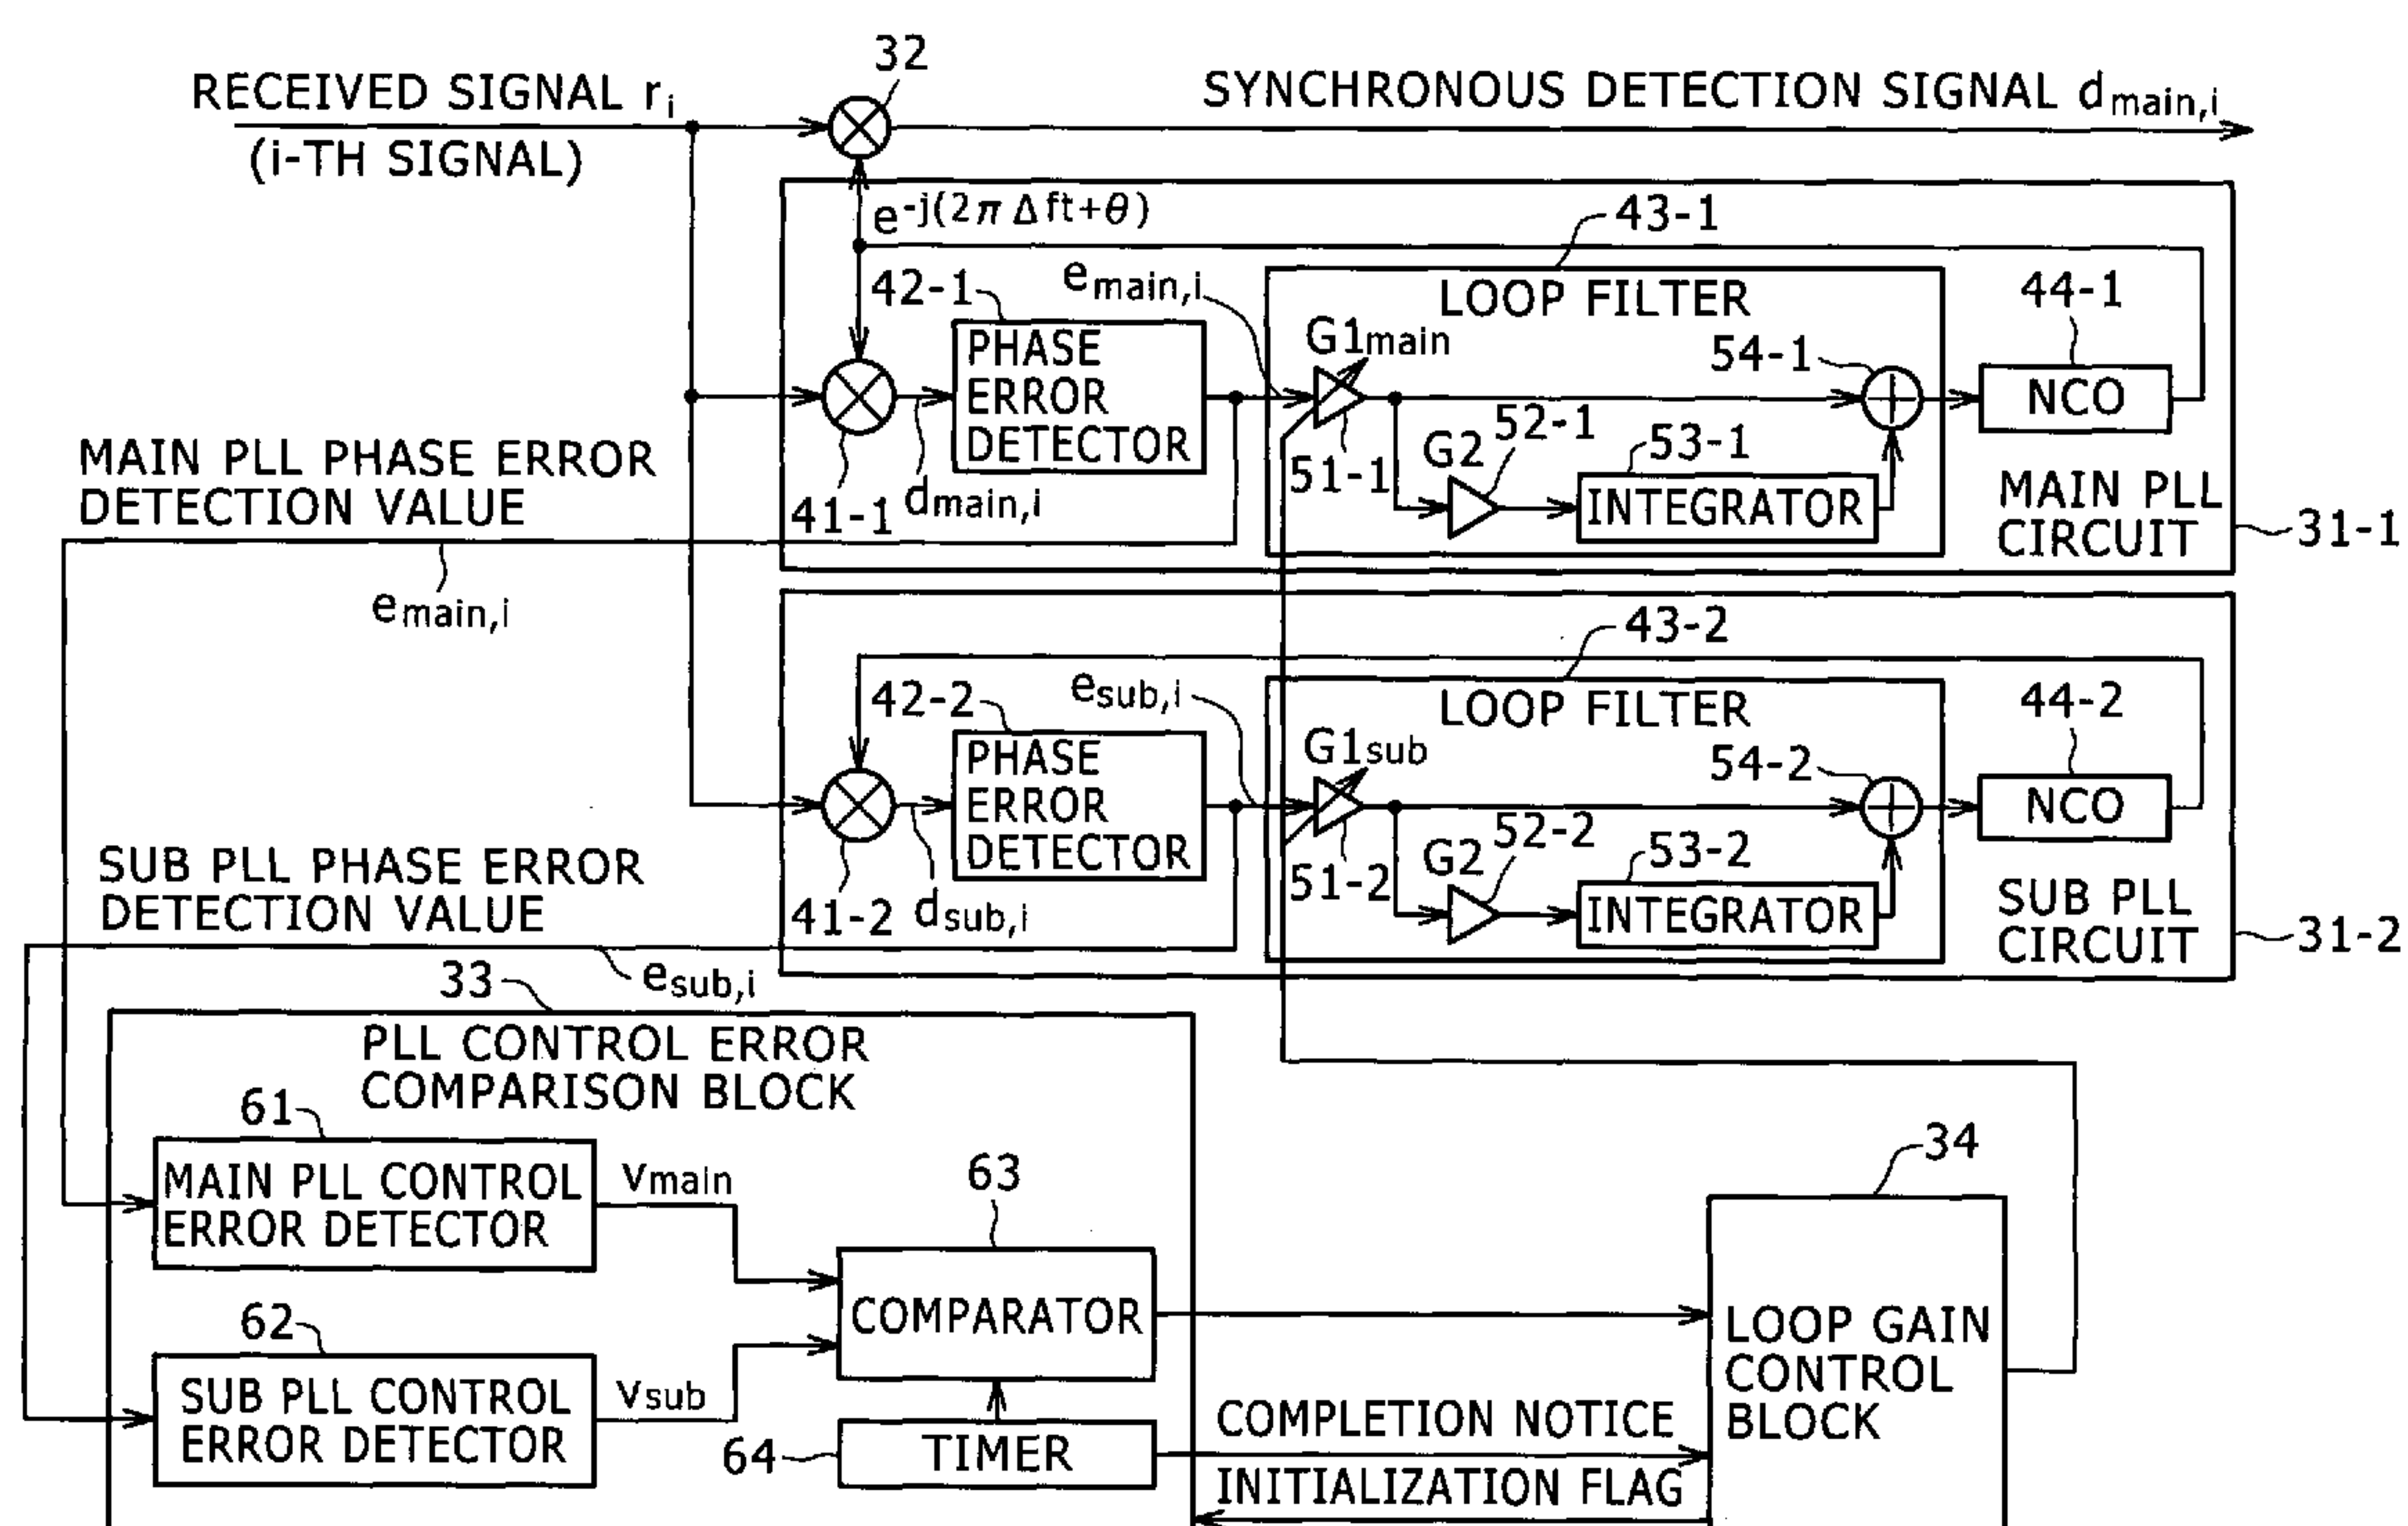 32
RECEIVED SIGNAL ri
(i-TH SIGNAL)
SYNCHRONOUS DETECTION SIGNAL dmain,i
e-j(2π Δft+θ)
43-1
42-1
emain,i
LOOP FILTER
44-1
G1main
54-1
PHASE
ERROR
DETECTOR
NCO
G2
52-1
53-1
51-1
INTEGRATOR
41-1
dmain,i
MAIN PLL
CIRCUIT
31-1
MAIN PLL PHASE ERROR
DETECTION VALUE
emain,i
43-2
42-2
esub,i
LOOP FILTER
44-2
G1sub
54-2
PHASE
ERROR
DETECTOR
NCO
G2
52-2
53-2
51-2
INTEGRATOR
41-2
dsub,i
SUB PLL
CIRCUIT
31-2
SUB PLL PHASE ERROR
DETECTION VALUE
esub,i
33
PLL CONTROL ERROR
COMPARISON BLOCK
61
MAIN PLL CONTROL
ERROR DETECTOR
Vmain
63
COMPARATOR
34
LOOP GAIN
CONTROL
BLOCK
62
SUB PLL CONTROL
ERROR DETECTOR
Vsub
64
TIMER
COMPLETION NOTICE
INITIALIZATION FLAG